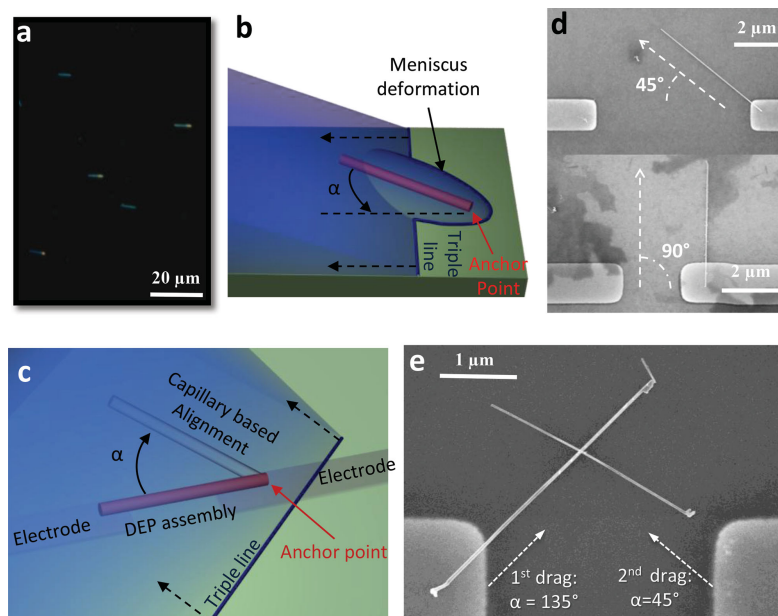 a
20 µm
b
Meniscus
deformation
α
Triple
line
Anchor
Point
d
2 µm
45°
90°
2 µm
c
Capillary based
Alignment
α
Electrode
Electrode
DEP assembly
Anchor point
Triple line
e
1 µm
1st drag:
α = 135°
2nd drag:
α=45°